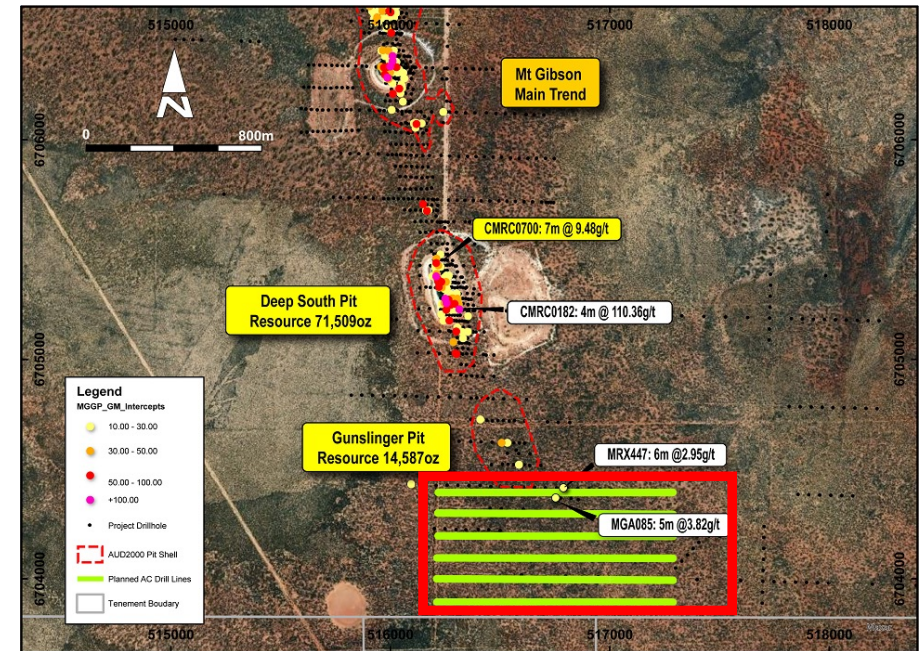 515000
516000
517000
518000
Mt Gibson
Main Trend
N
0
800m
6706000
6706000
CMRC0700: 7m @ 9.48g/t
Deep South Pit
Resource 71,509oz
CMRC0182: 4m @ 110.36g/t
6705000
6705000
Legend
MGGP_GM_Intercepts
10.00 - 30.00
30.00 - 50.00
50.00 - 100.00
+100.00
Project Drillhole
AUD2000 Pit Shell
Planned AC Drill Lines
Tenement Boudary
Gunslinger Pit
Resource 14,587oz
MRX447: 6m @2.95g/t
MGA085: 5m @3.82g/t
6704000
6704000
515000
516000
517000
518000